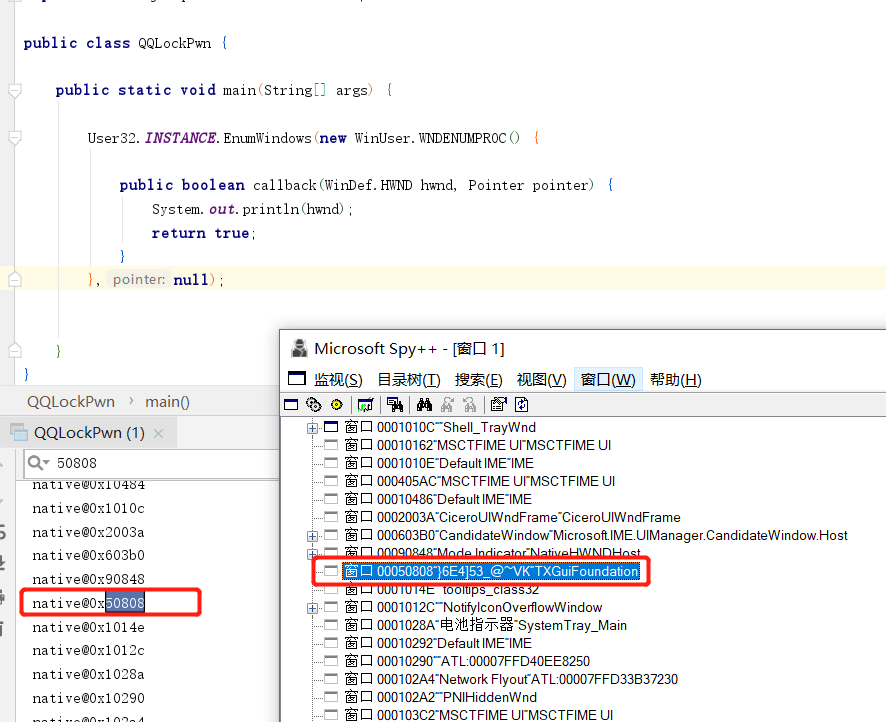 public class QQLockPwn {
public static void main(String[] args) {
User32.INSTANCE.EnumWindows(new WinUser.WNDENUMPROC() {
public boolean callback(WinDef.HWND hwnd, Pointer pointer) {
System.out.println(hwnd);
return true;
}
}, pointer: null);
}
}
QQLockPwn › main()
QQLockPwn (1) ×
50808
native@0x10484
native@0x1010c
native@0x2003a
native@0x603b0
native@0x90848
native@0x50808
native@0x1014e
native@0x1012c
native@0x1028a
native@0x10290
native@0x102a4
Microsoft Spy++ - [窗口 1]
监视(S) 目录树(T) 搜索(E) 视图(V) 窗口(W) 帮助(H)
窗口 0001010C"" Shell_TrayWnd
窗口 00010162"MSCTFIME UI"MSCTFIME UI
窗口 0001010E"Default IME"IME
窗口 000405AC"MSCTFIME UI"MSCTFIME UI
窗口 00010486"Default IME"IME
窗口 0002003A"CiceroUIWndFrame"CiceroUIWndFrame
窗口 000603B0"CandidateWindow"Microsoft.IME.UIManager.CandidateWindow.Host
窗口 00090848"Mode Indicator"NativeHWNDHost
窗口 00050808"}6E4]53_@~VK"TXGuiFoundation
窗口 0001014E"" tooltips_class32
窗口 0001012C""NotifyIconOverflowWindow
窗口 0001028A"电池指示器"SystemTray_Main
窗口 00010292"Default IME"IME
窗口 00010290""ATL:00007FFD40EE8250
窗口 000102A4"Network Flyout"ATL:00007FFD33B37230
窗口 000102A2""PNIHiddenWnd
窗口 000103C2"MSCTFIME UI"MSCTFIME UI